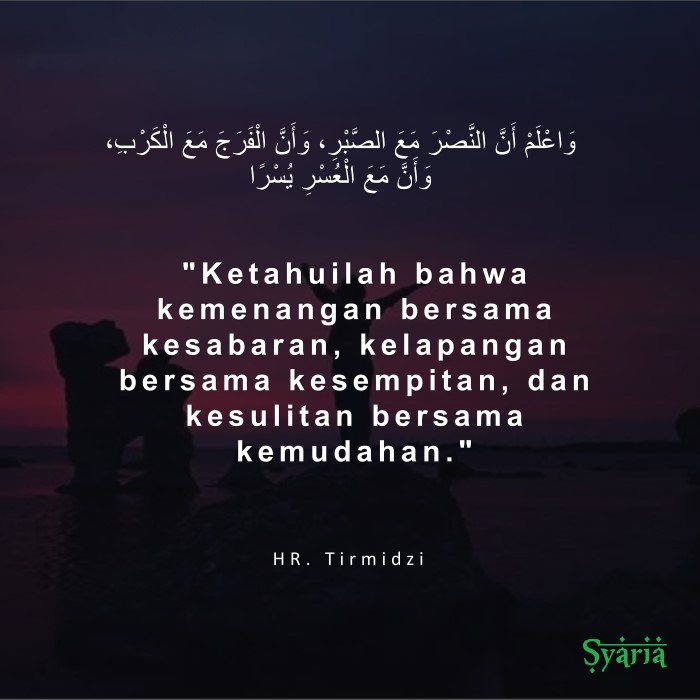 وَاعْلَمْ أَنَّ النَّصْرَ مَعَ الصَّبْرِ، وَأَنَّ الْفَرَجَ مَعَ الْكَرْبِ،
وَأَنَّ مَعَ الْعُسْرِ يُسْرًا
"Ketahuilah bahwa
kemenangan bersama
kesabaran, kelapangan
bersama kesempitan, dan
kesulitan bersama
kemudahan."
HR. Tirmidzi
Syaria